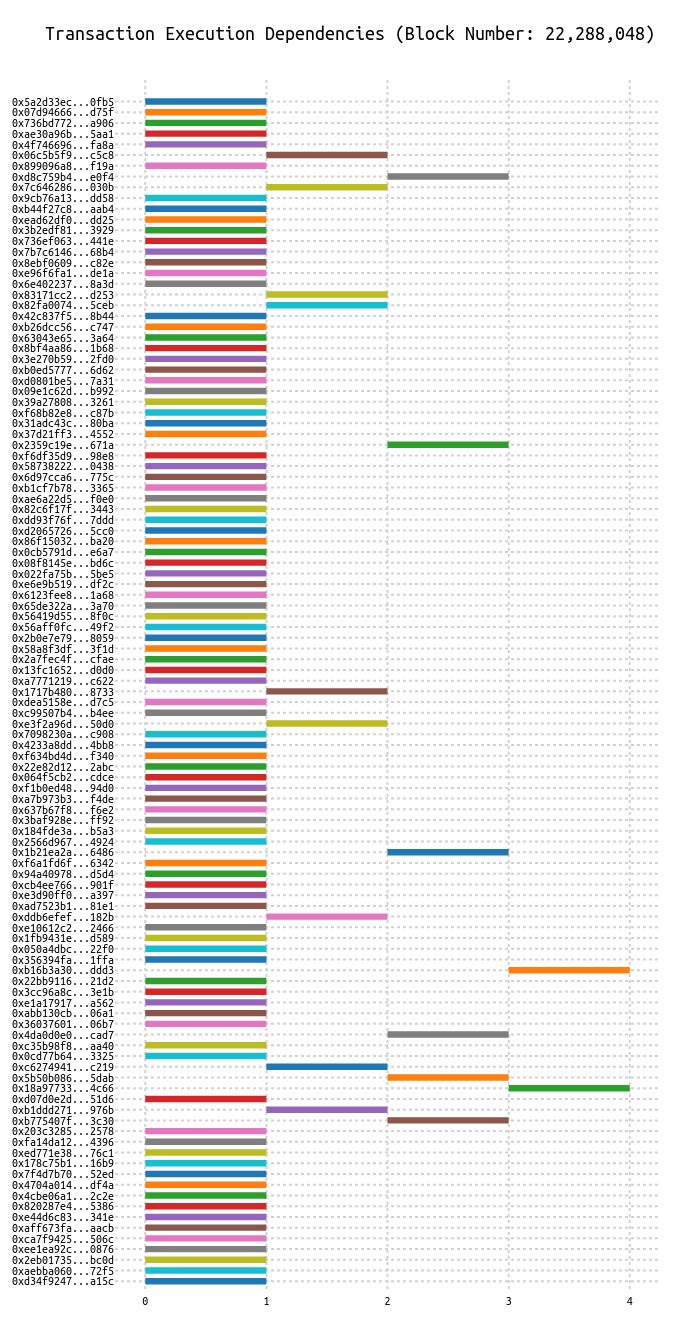 Transaction Execution Dependencies (Block Number: 22,288,048)
0x5a2d33ec...0fb5
0x07d94666...d75f
0x736bd772...a906
0xae30a96b...5aa1
0x4f746696...fa8a
0x06c5b5f9...c5c8
0x899096a8...f19a
0xd8c759b4...e0f4
0x7c646286...030b
0x9cb76a13...dd58
0xb44f27c8...aab4
0xead62df0...dd25
0x3b2edf81...3929
0x736ef063...441e
0x7b7c6146...68b4
0x8ebf0609...c82e
0xe96f6fa1...de1a
0x6e402237...8a3d
0x83171cc2...d253
0x82fa0074...5ceb
0x42c837f5...8b44
0xb26dcc56...c747
0x63043e65...3a64
0x8bf4aa86...1b68
0x3e270b59...2fd0
0xb0ed5777...6d62
0xd0801be5...7a31
0x09e1c62d...b992
0x39a27808...3261
0xf68b82e8...c87b
0x31adc43c...80ba
0x37d21ff3...4552
0x2359c19e...671a
0xf6df35d9...98e8
0x58738222...0438
0x6d97cca6...775c
0xb1cf7b78...3365
0xae6a22d5...f0e0
0x82c6f17f...3443
0xdd93f76f...7ddd
0xd2065726...5cc0
0x86f15032...ba20
0x0cb5791d...e6a7
0x08f8145e...bd6c
0x022fa75b...5be5
0xe6e9b519...df2c
0x6123fee8...1a68
0x65de322a...3a70
0x56419d55...8f0c
0x56aff0fc...49f2
0x2b0e7e79...8059
0x58a8f3df...3f1d
0x2a7fec4f...cfae
0x13fc1652...d0d0
0xa7771219...c622
0x1717b480...8733
0xdea5158e...d7c5
0xc99507b4...b4ee
0xe3f2a96d...50d0
0x7098230a...c908
0x4233a8dd...4bb8
0xf634bd4d...f340
0x22e82d12...2abc
0x064f5cb2...cdce
0xf1b0ed48...94d0
0xa7b973b3...f4de
0x637b67f8...f6e2
0x3baf928e...ff92
0x184fde3a...b5a3
0x2566d967...4924
0x1b21ea2a...6486
0xf6a1fd6f...6342
0x94a40978...d5d4
0xcb4ee766...901f
0xe3d90ff0...a397
0xad7523b1...81e1
0xddb6efef...182b
0xe10612c2...2466
0x1fb9431e...d589
0x050a4dbc...22f0
0x356394fa...1ffa
0xb16b3a30...ddd3
0x22bb9116...21d2
0x3cc96a8c...3e1b
0xe1a17917...a562
0xabb130cb...06a1
0x36037601...06b7
0x4da0d0e0...cad7
0xc35b98f8...aa40
0x0cd77b64...3325
0xc6274941...c219
0x5b50b086...5dab
0x18a97733...4c66
0xd07d0e2d...51d6
0xb1ddd271...976b
0xb775407f...3c30
0x203c3285...2578
0xfa14da12...4396
0xed771e38...76c1
0x178c75b1...16b9
0x7f4d7b70...52ed
0x4704a014...df4a
0x4cbe06a1...2c2e
0x820287e4...5386
0xe44d6c83...341e
0xaff673fa...aacb
0xca7f9425...506c
0xee1ea92c...0876
0x2eb01735...bc0d
0xaebba060...72f5
0xd34f9247...a15c
0 1 2 3 4